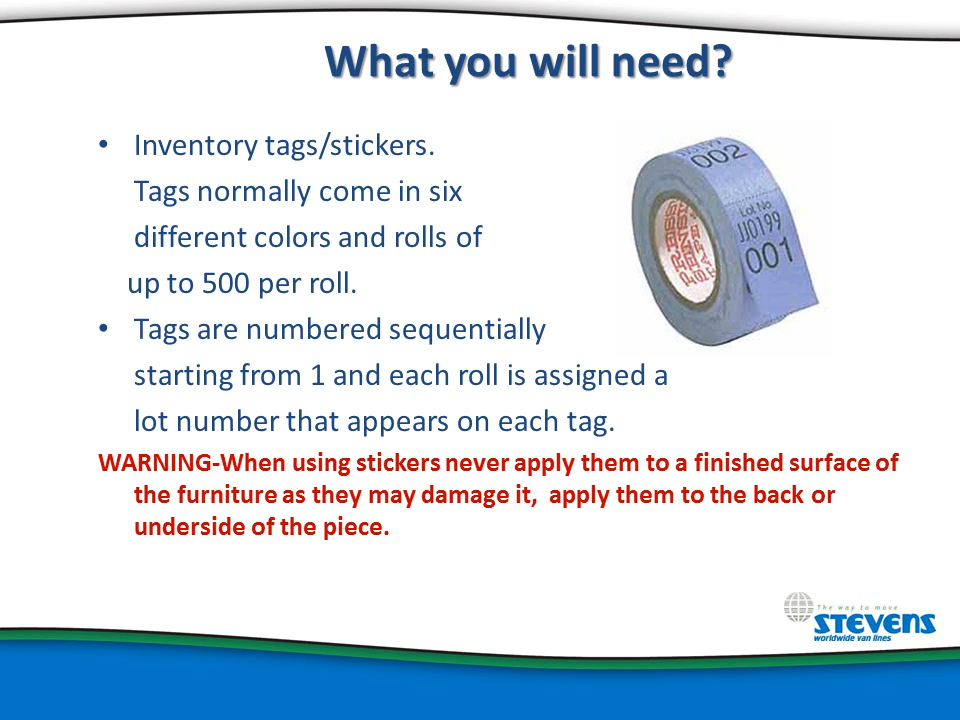 What you will need?
• Inventory tags/stickers.
Tags normally come in six
different colors and rolls of
up to 500 per roll.
• Tags are numbered sequentially
starting from 1 and each roll is assigned a
lot number that appears on each tag.
WARNING-When using stickers never apply them to a finished surface of
the furniture as they may damage it, apply them to the back or
underside of the piece.
002
Lot No.
JJ0199
001
The way to move
STEVENS
worldwide van lines